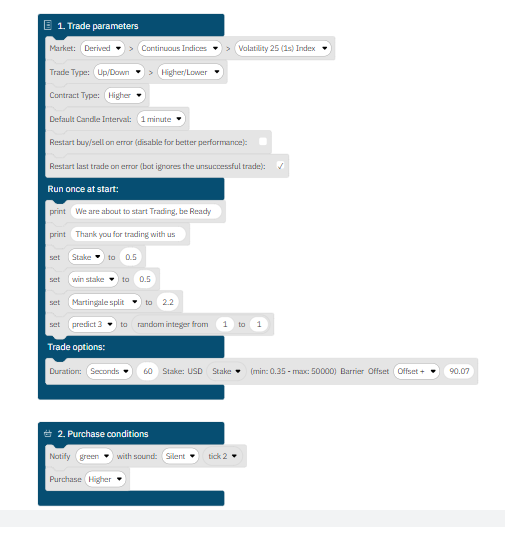 1. Trade parameters
Market: Derived > Continuous Indices > Volatility 25 (1s) Index
Trade Type: Up/Down > Higher/Lower
Contract Type: Higher
Default Candle Interval: 1 minute
Restart buy/sell on error (disable for better performance):
Restart last trade on error (bot ignores the unsuccessful trade): ✓
Run once at start:
print We are about to start Trading, be Ready
print Thank you for trading with us
set Stake to 0.5
set win stake to 0.5
set Martingale split to 2.2
set predict 3 to random integer from 1 to 1
Trade options:
Duration: Seconds 60 Stake: USD Stake (min: 0.35 - max: 50000) Barrier Offset Offset + 90.07
2. Purchase conditions
Notify green with sound: Silent tick 2
Purchase Higher